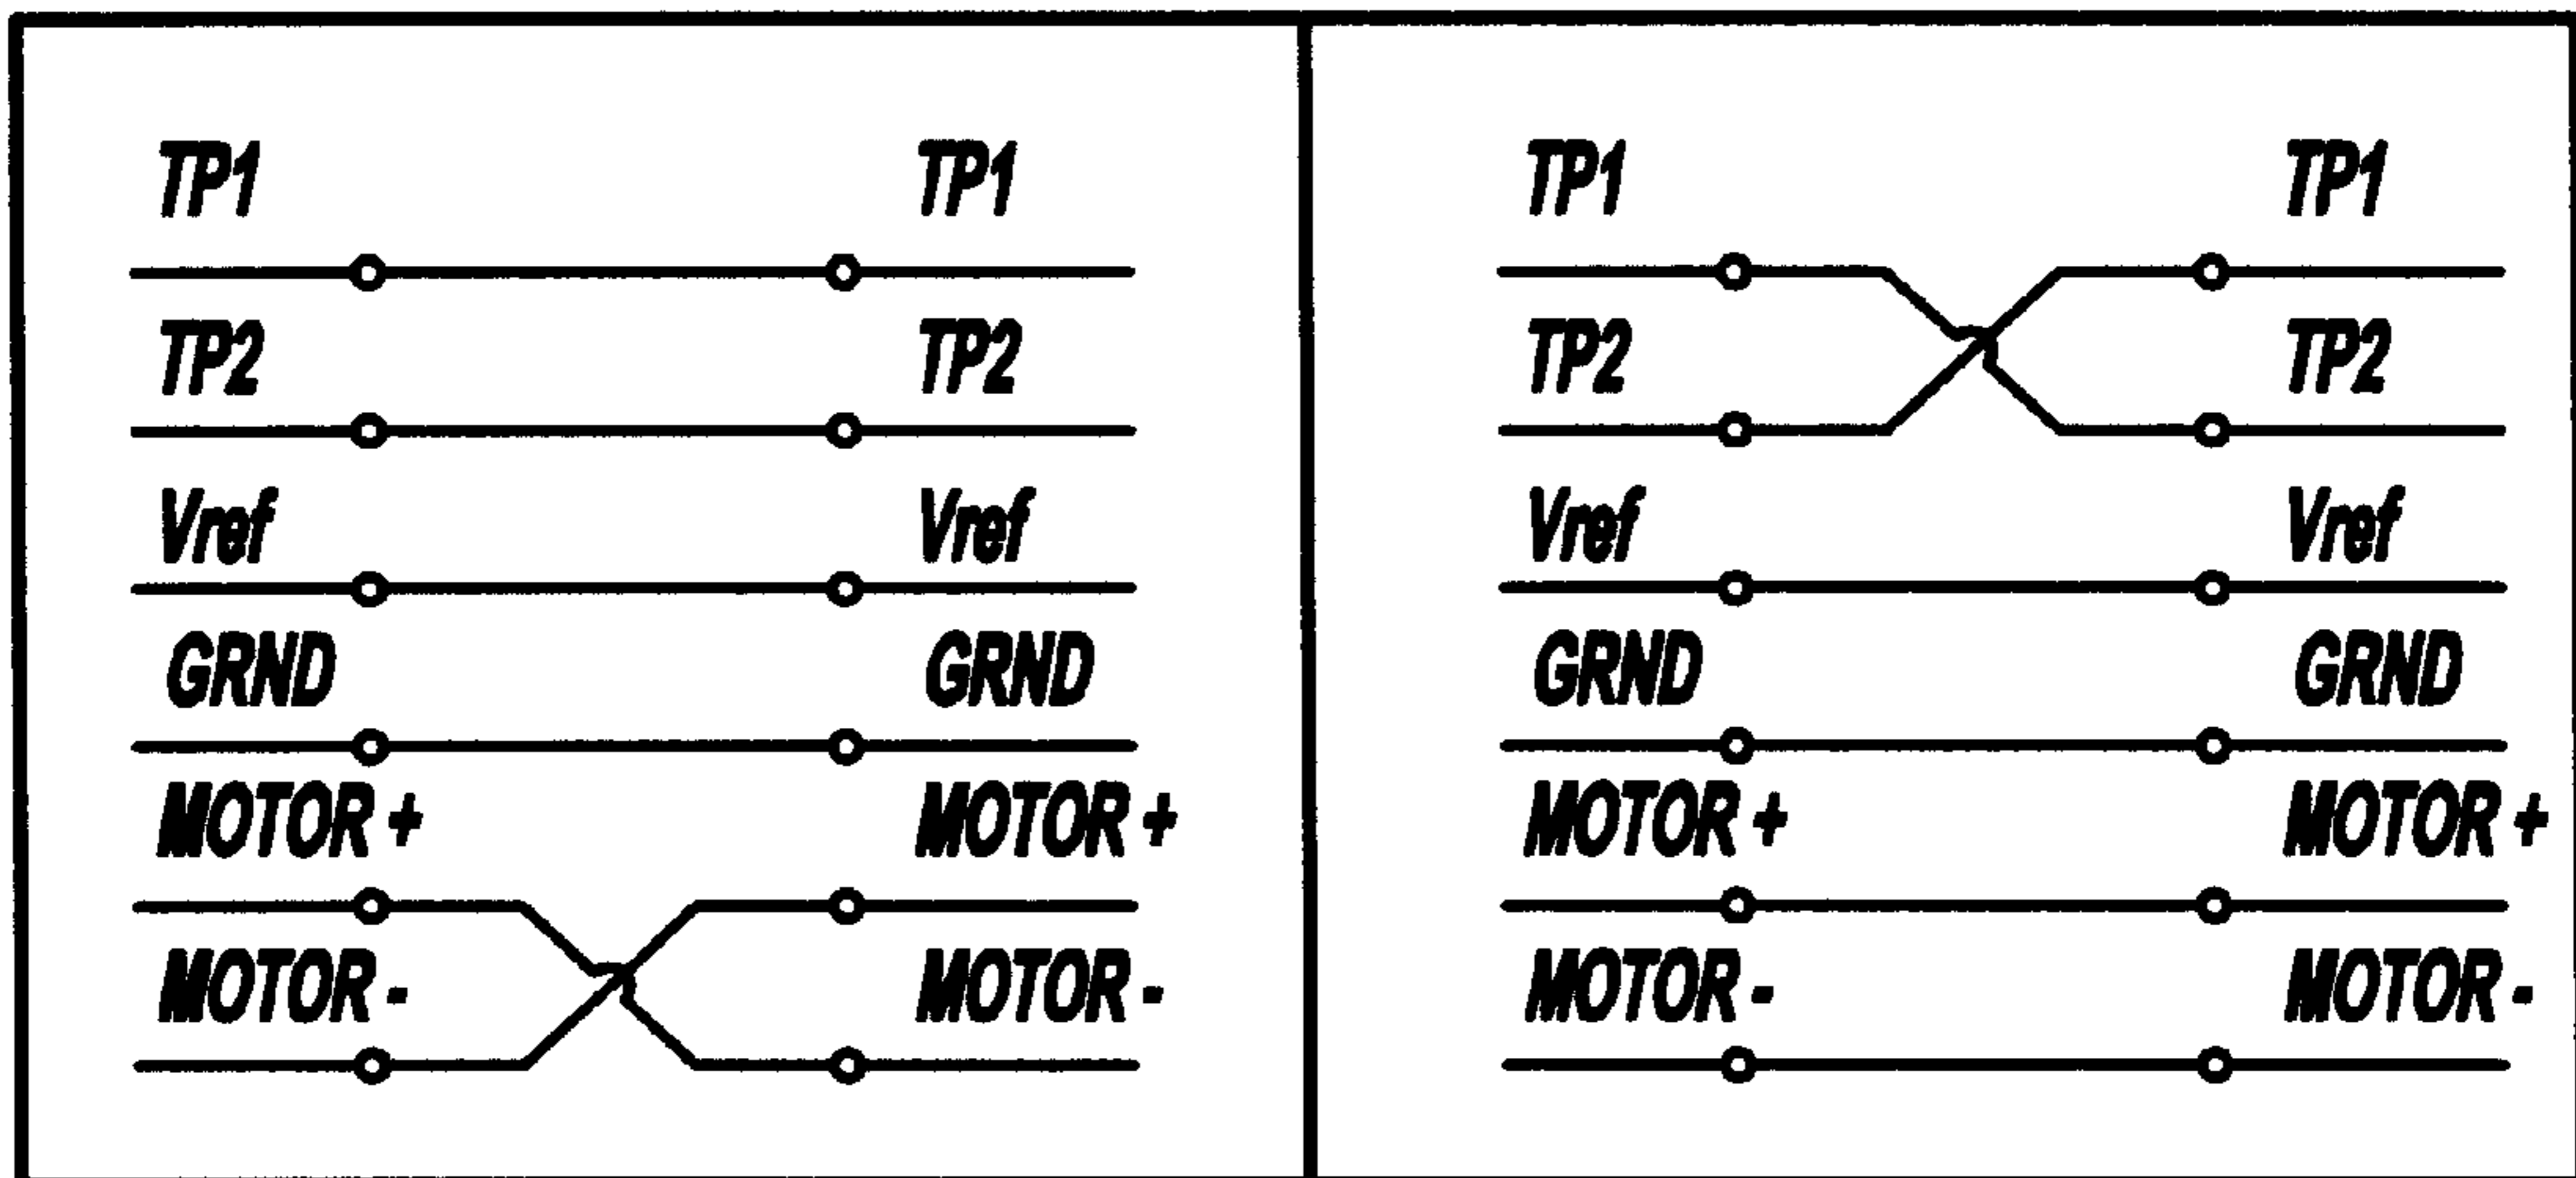 TP1 TP1
TP2 TP2
Vref Vref
GRND GRND
MOTOR + MOTOR +
MOTOR - MOTOR -
TP1 TP1
TP2 TP2
Vref Vref
GRND GRND
MOTOR + MOTOR +
MOTOR - MOTOR -